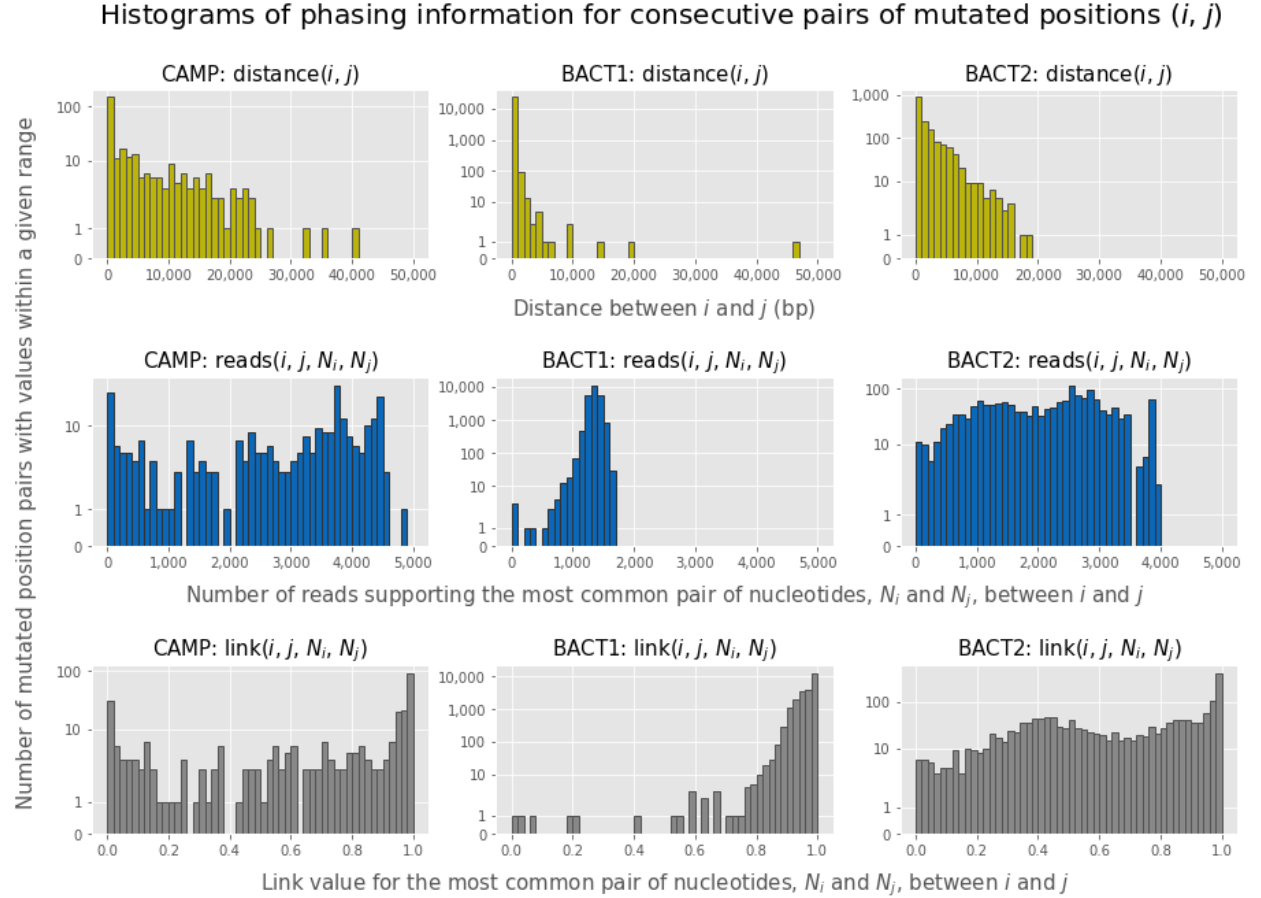 Histograms of phasing information for consecutive pairs of mutated positions (i, j)
Number of mutated position pairs with values within a given range
CAMP: distance(i, j)
100
10
1
0
0 10,000 20,000 30,000 40,000 50,000
BACT1: distance(i, j)
10,000
1,000
100
10
1
0
0 10,000 20,000 30,000 40,000 50,000
BACT2: distance(i, j)
1,000
100
10
1
0
0 10,000 20,000 30,000 40,000 50,000
Distance between i and j (bp)
CAMP: reads(i, j, Ni, Nj)
10
1
0
0 1,000 2,000 3,000 4,000 5,000
BACT1: reads(i, j, Ni, Nj)
10,000
1,000
100
10
1
0
0 1,000 2,000 3,000 4,000 5,000
BACT2: reads(i, j, Ni, Nj)
100
10
1
0
0 1,000 2,000 3,000 4,000 5,000
Number of reads supporting the most common pair of nucleotides, Ni and Nj, between i and j
CAMP: link(i, j, Ni, Nj)
100
10
1
0
0.0 0.2 0.4 0.6 0.8 1.0
BACT1: link(i, j, Ni, Nj)
10,000
1,000
100
10
1
0
0.0 0.2 0.4 0.6 0.8 1.0
BACT2: link(i, j, Ni, Nj)
100
10
1
0
0.0 0.2 0.4 0.6 0.8 1.0
Link value for the most common pair of nucleotides, Ni and Nj, between i and j